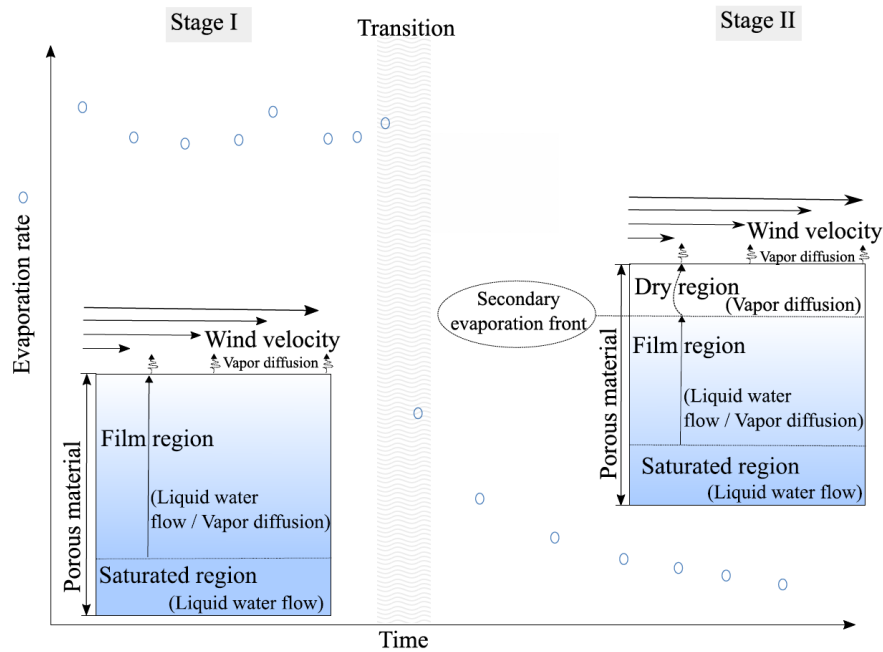 Stage I
Transition
Stage II
Evaporation rate
Wind velocity
Vapor diffusion
Porous material
Film region
(Liquid water
flow / Vapor diffusion)
Saturated region
(Liquid water flow)
Secondary
evaporation front
Wind velocity
Vapor diffusion
Porous material
Dry region
(Vapor diffusion)
Film region
(Liquid water
flow / Vapor diffusion)
Saturated region
(Liquid water flow)
Time